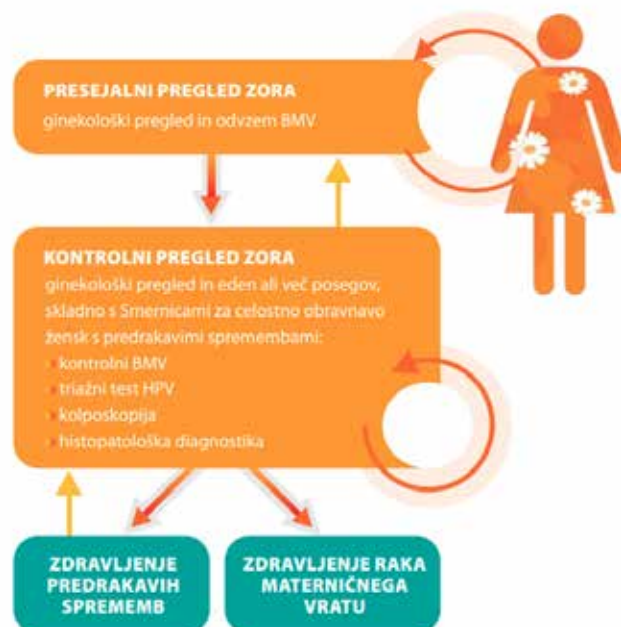 PRESEJALNI PREGLED ZORA
ginekološki pregled in odvzem BMV
KONTROLNI PREGLED ZORA
ginekološki pregled in eden ali več posegov,
skladno s Smernicami za celostno obravnavo
žensk s predrakavimi spremembami:
kontrolni BMV
triažni test HPV
kolposkopija
histopatološka diagnostika
ZDRAVLJENJE
PREDRAKAVIH
SPREMEMB
ZDRAVLJENJE RAKA
MATERNIČNEGA
VRATU